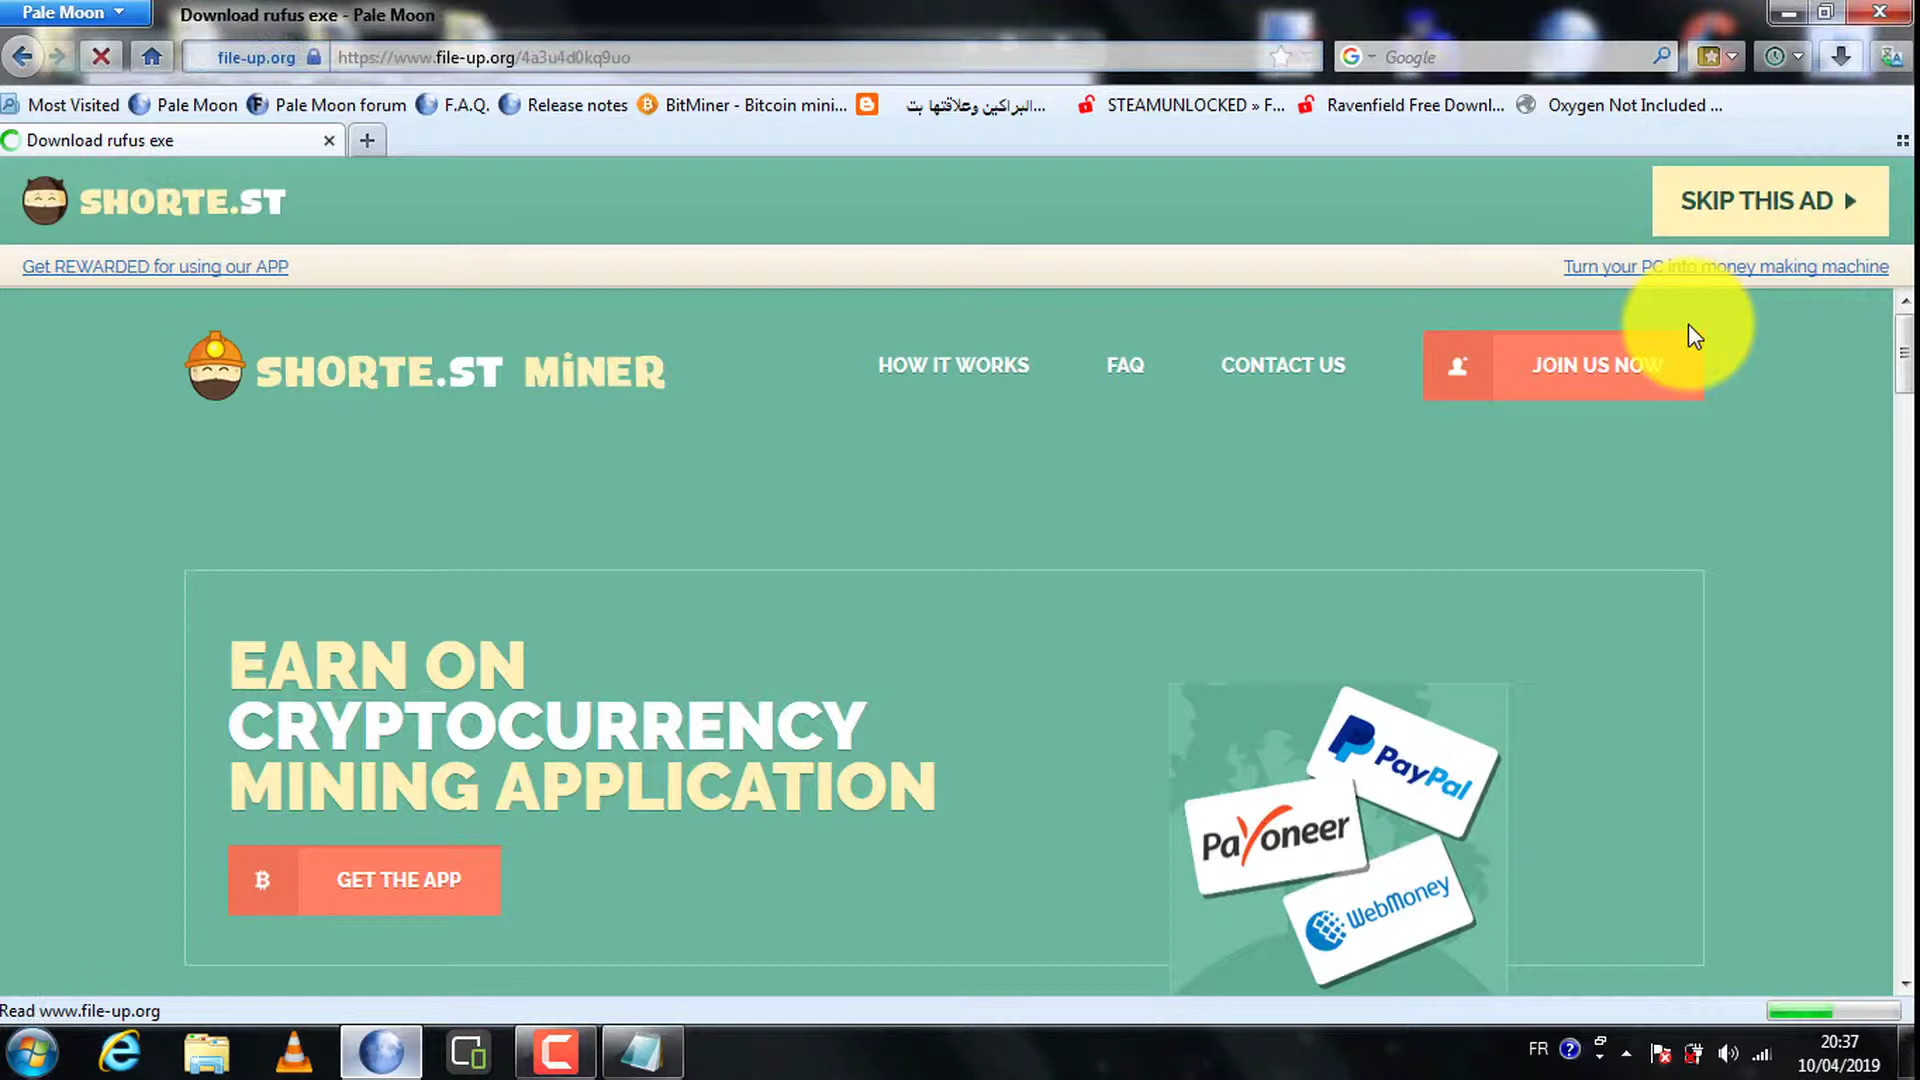 Pale Moon
Download rufus exe - Pale Moon
file-up.org
https://www.file-up.org/4a3u4d0kq9uo
Google
Most Visited
Pale Moon
Pale Moon forum
F.A.Q.
Release notes
BitMiner - Bitcoin mini...
البراكين وعلاقتها بت...
STEAMUNLOCKED » F...
Ravenfield Free Downl...
Oxygen Not Included ...
Download rufus exe
SHORTE.ST
SKIP THIS AD
Get REWARDED for using our APP
Turn your PC into money making machine
SHORTE.ST MINER
HOW IT WORKS
FAQ
CONTACT US
JOIN US NOW
EARN ON
CRYPTOCURRENCY
MINING APPLICATION
GET THE APP
PayPal
Payoneer
WebMoney
Read www.file-up.org
FR
20:37
10/04/2019